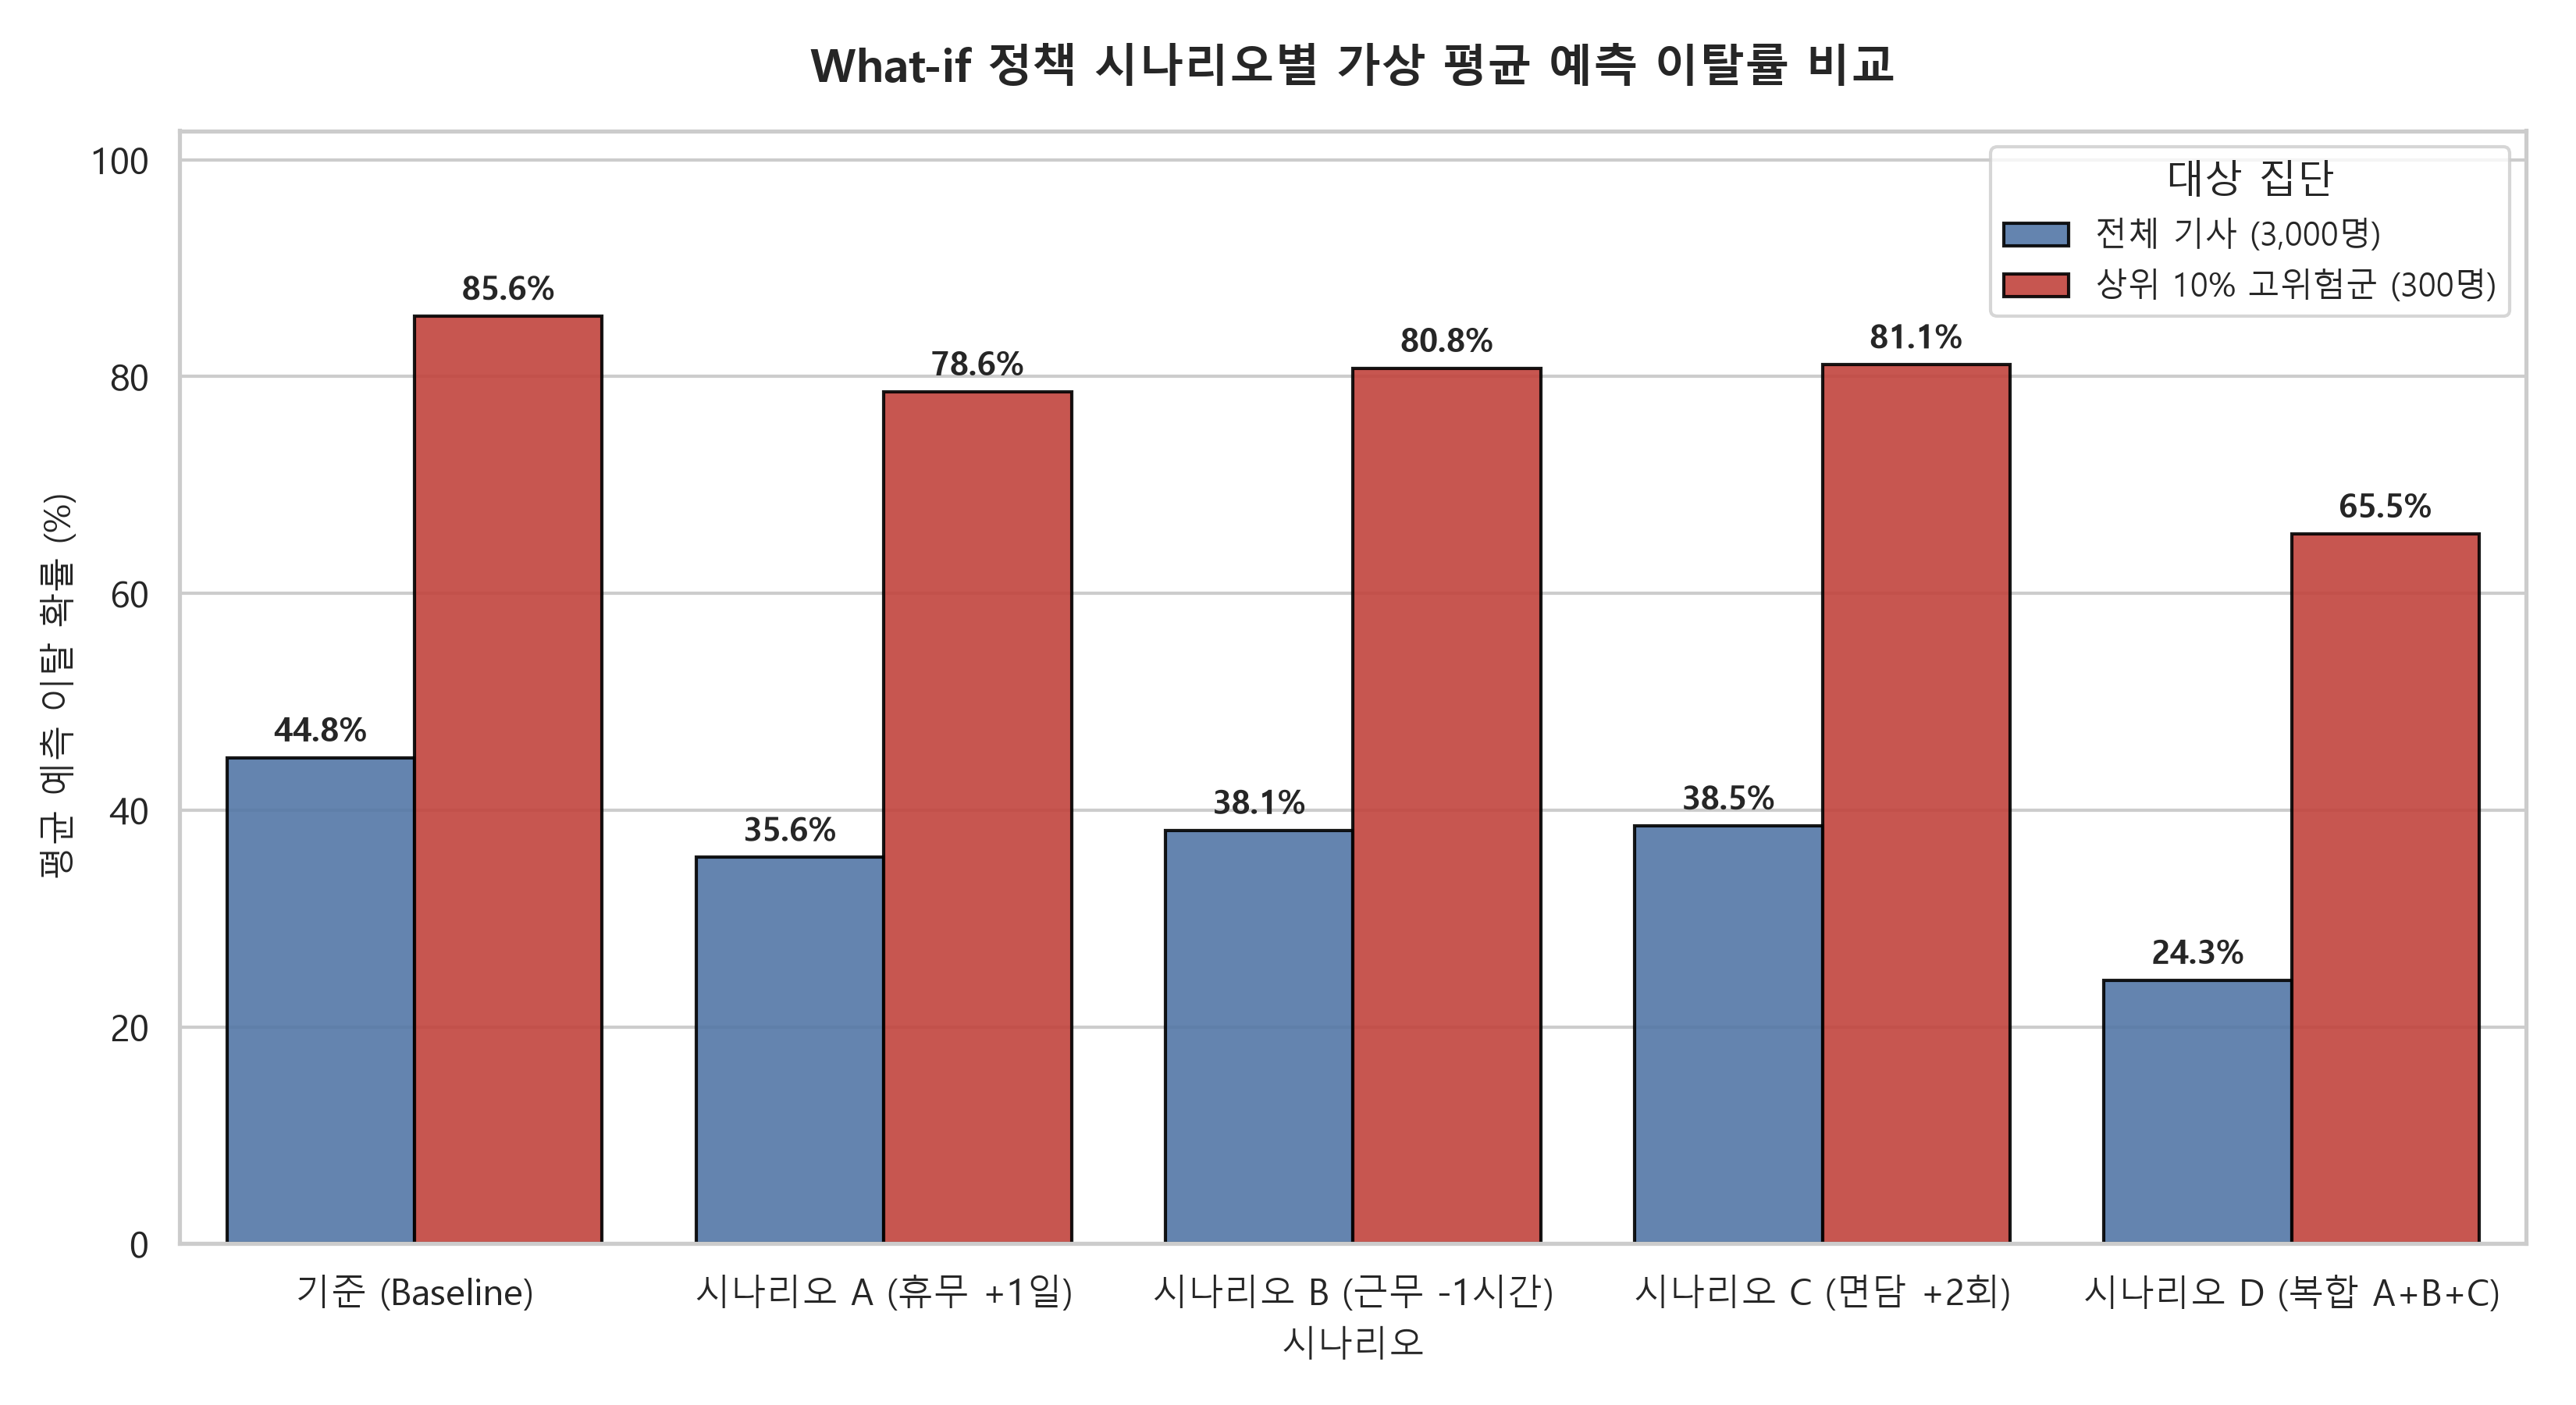 What-if 정책 시나리오별 가상 평균 예측 이탈률 비교
평균 예측 이탈 확률 (%)
100
80
60
40
20
0
대상 집단
전체 기사 (3,000명)
상위 10% 고위험군 (300명)
44.8%
85.6%
35.6%
78.6%
38.1%
80.8%
38.5%
81.1%
24.3%
65.5%
기준 (Baseline)
시나리오 A (휴무 +1일)
시나리오 B (근무 -1시간)
시나리오 C (면담 +2회)
시나리오 D (복합 A+B+C)
시나리오